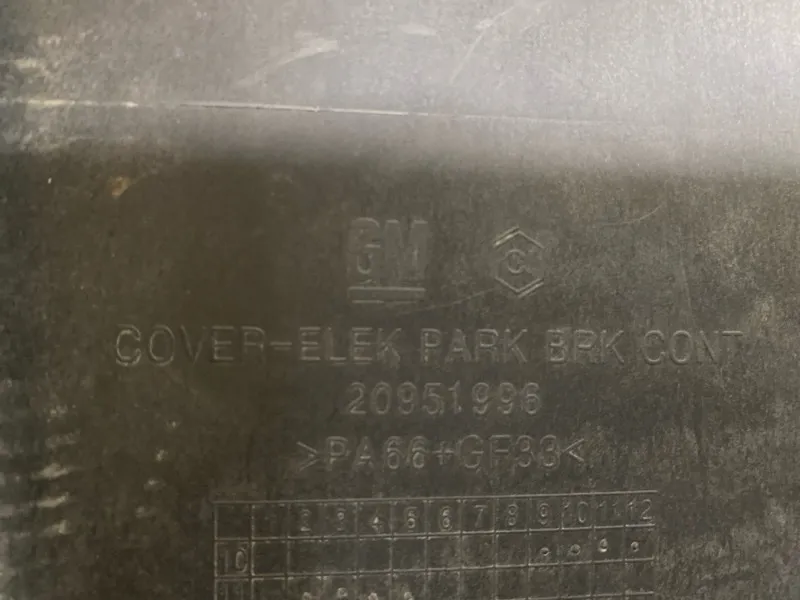 GM C
COVER-ELEK PARK BRK CONT
20951996
>PA66+GF33<
1 2 3 4 5 6 7 8 9 10 11 12
10
11